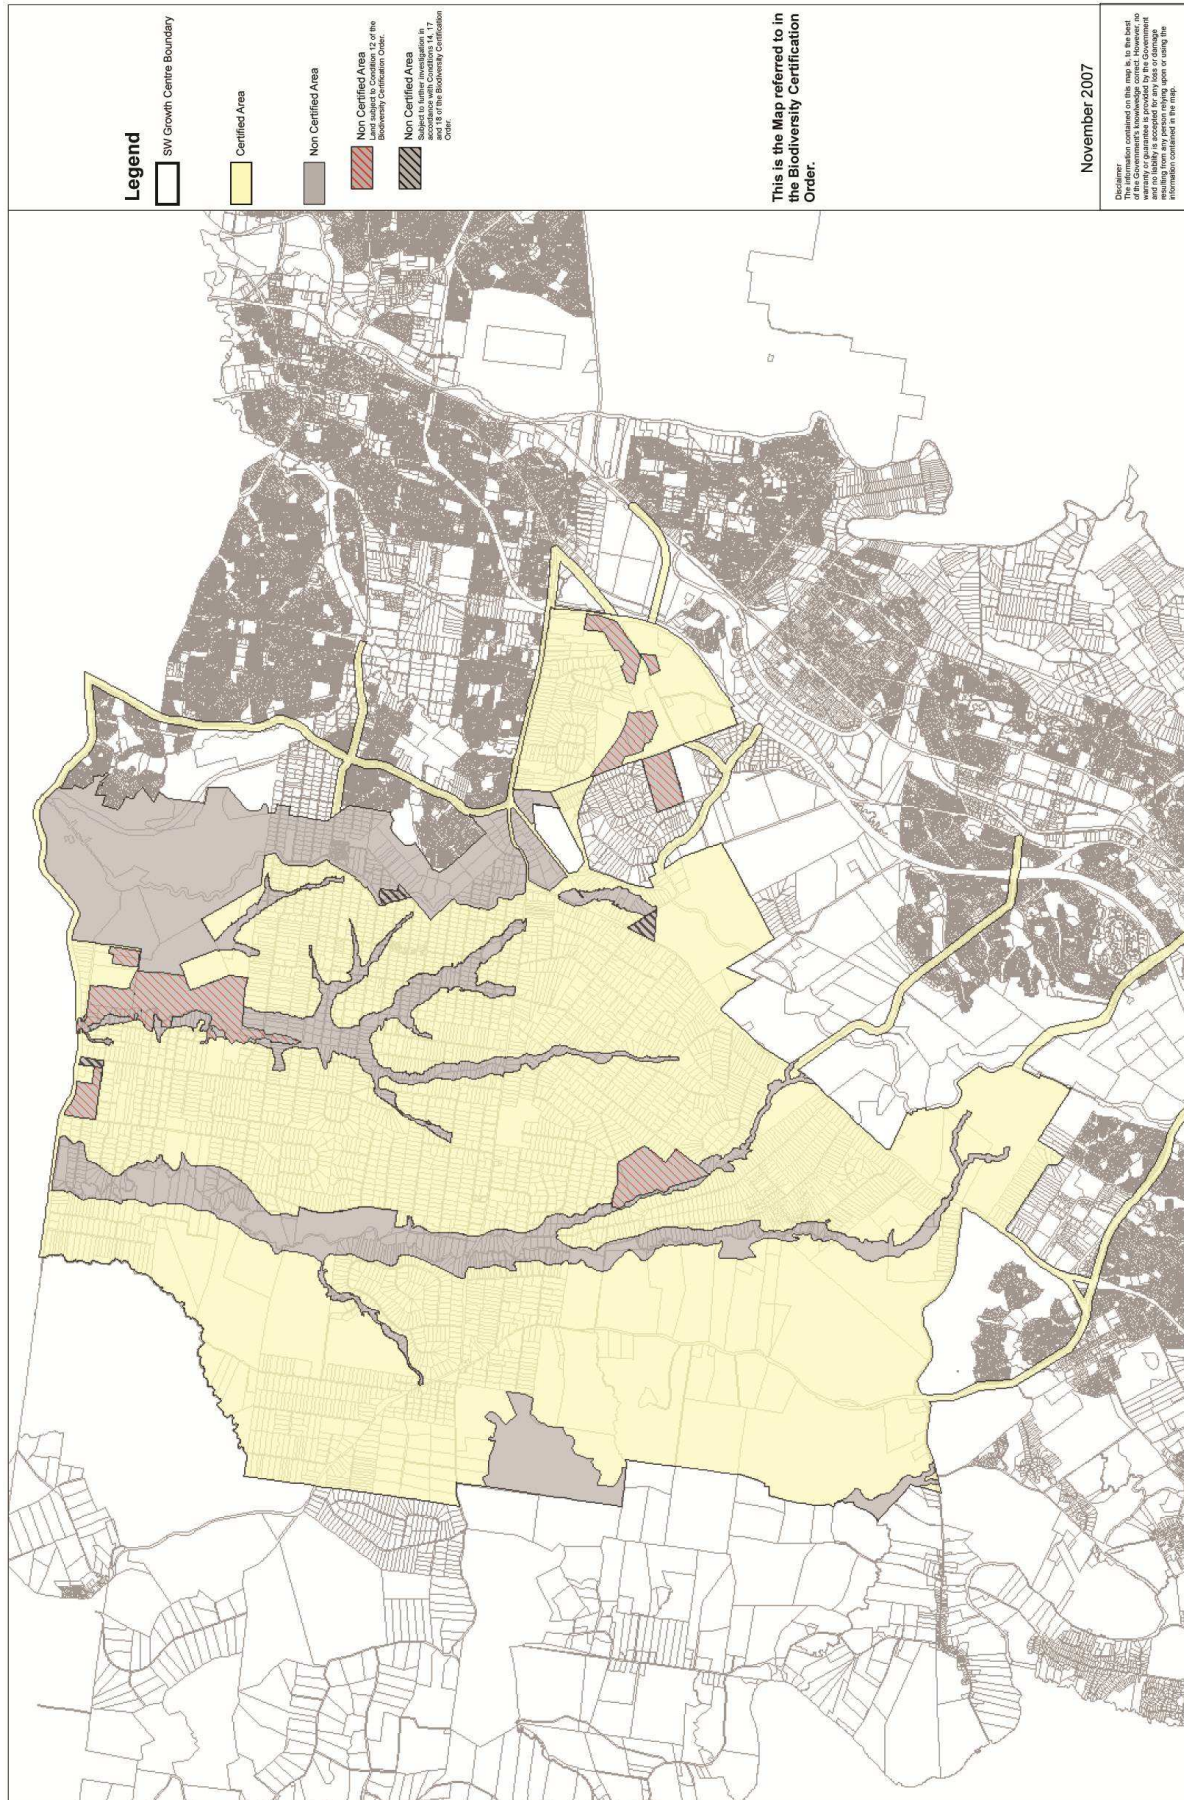 Legend
SW Growth Centre Boundary
Certified Area
Non Certified Area
Non Certified Area
Land subject to Condition 12 of the
Biodiversity Certification Order.
Non Certified Area
Subject to further investigation in
accordance with Conditions 14, 17
and 18 of the Biodiversity Certification
Order.
This is the Map referred to in
the Biodiversity Certification
Order.
November 2007
Disclaimer
The information contained on this map is, to the best
of the Government's knowlwedge correct. However, no
warranty or guarantee is provided by the Government
and no liability is accepted for any loss or damage
resulting from any person relying upon or using the
information contained in the map.